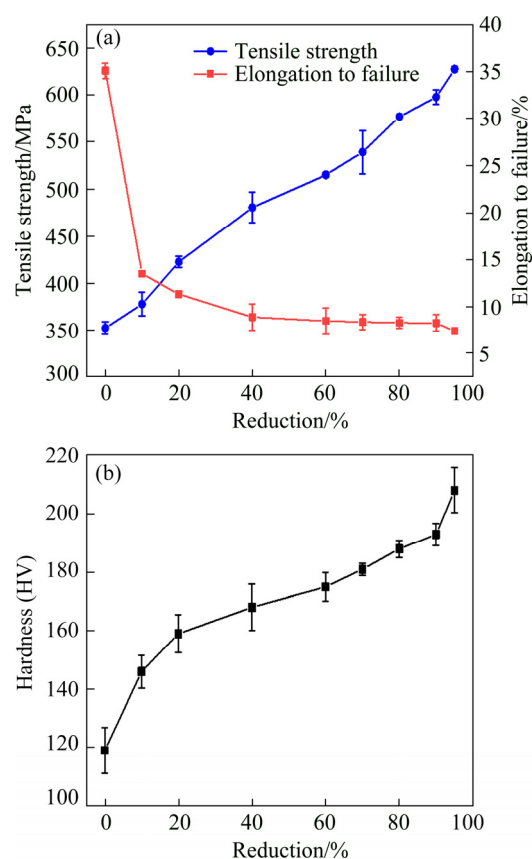 (a)
Tensile strength
Elongation to failure
650
600
550
500
450
400
350
300
40
35
30
25
20
15
10
5
Tensile strength/MPa
Elongation to failure/%
0 20 40 60 80 100
Reduction/%
(b)
220
200
180
160
140
120
100
Hardness (HV)
0 20 40 60 80 100
Reduction/%